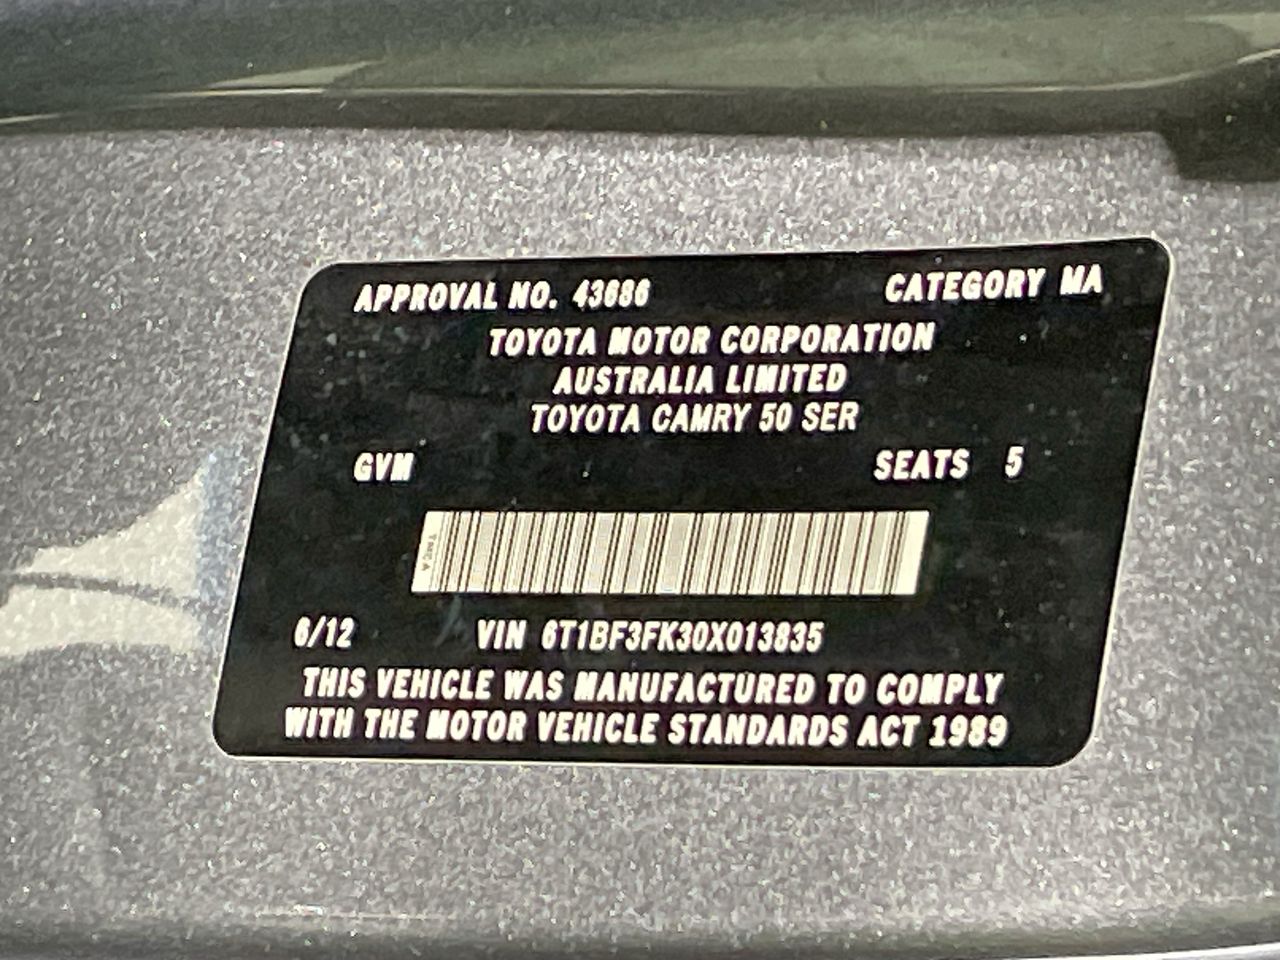 APPROVAL NO. 43686 CATEGORY MA
TOYOTA MOTOR CORPORATION
AUSTRALIA LIMITED
TOYOTA CAMRY 50 SER
GVM SEATS 5
6/12 VIN 6T1BF3FK30X013835
THIS VEHICLE WAS MANUFACTURED TO COMPLY
WITH THE MOTOR VEHICLE STANDARDS ACT 1989